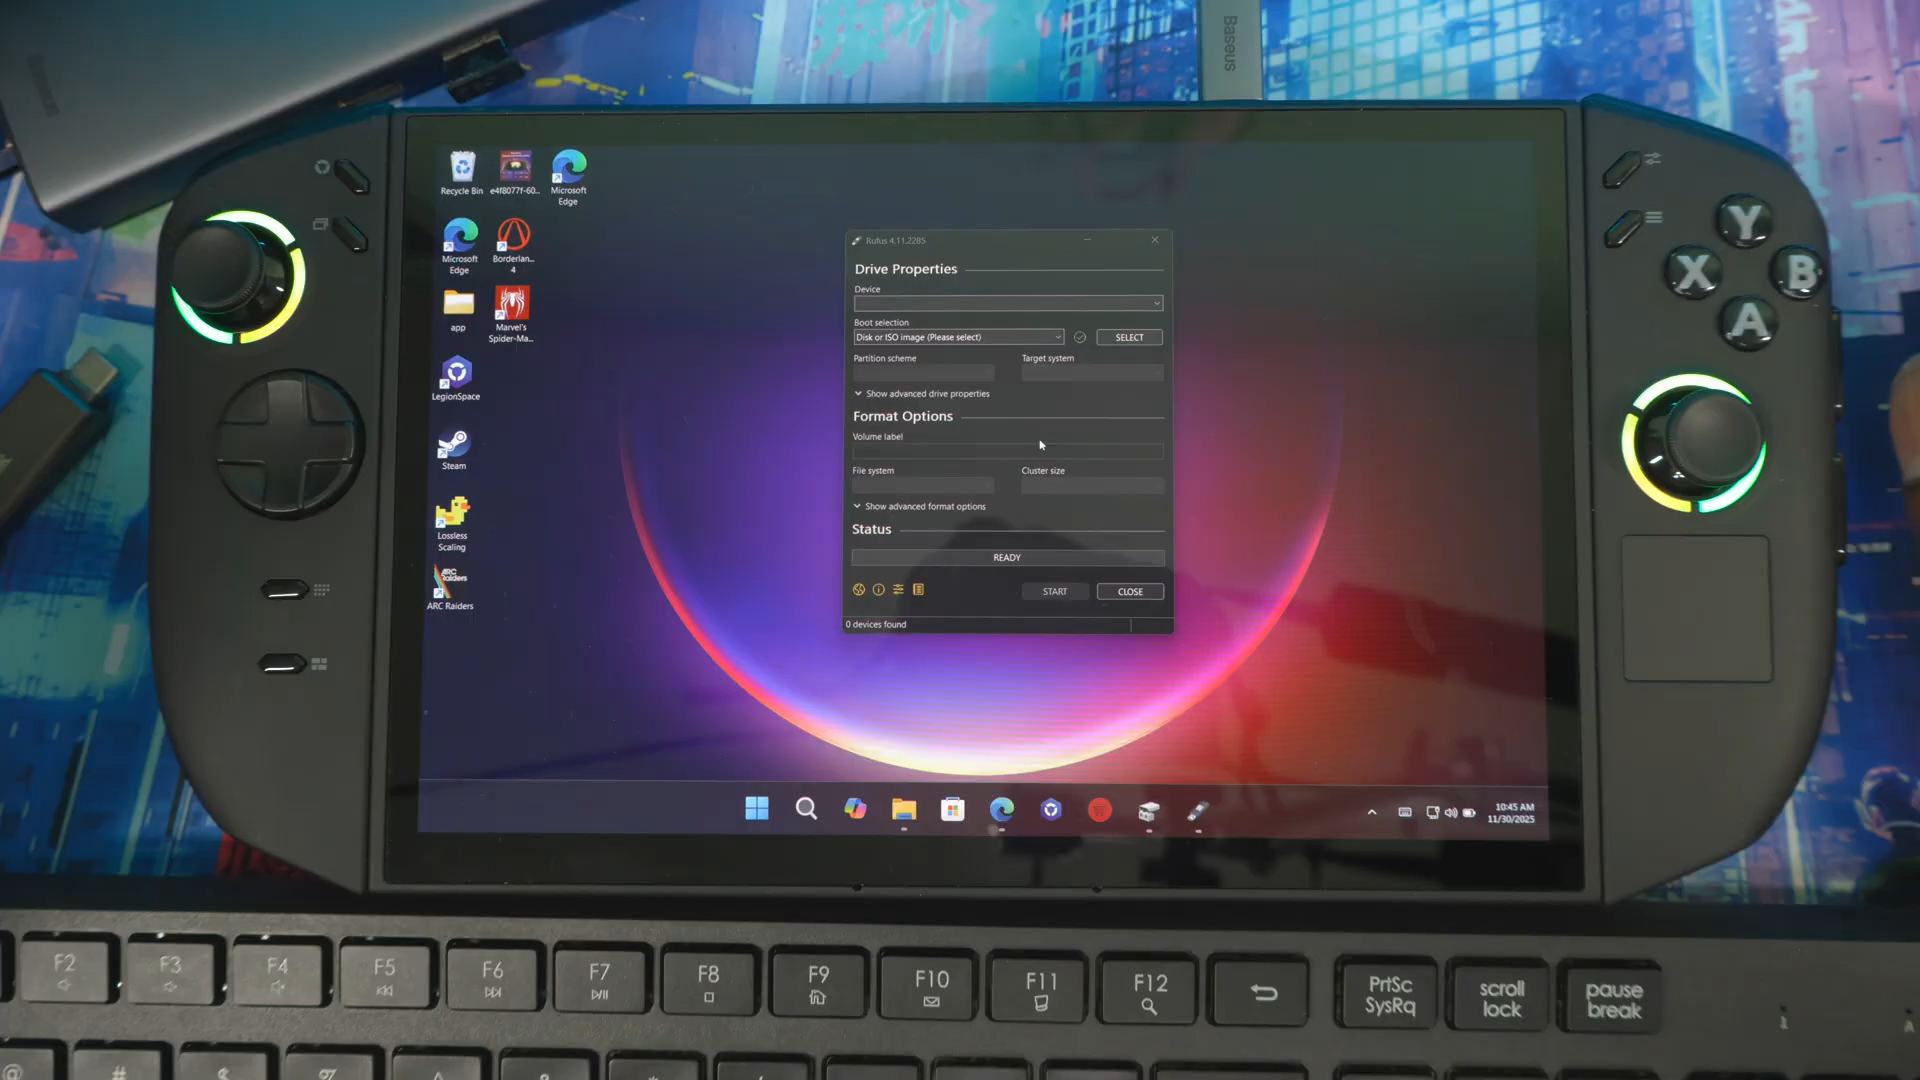 Baseus
Recycle Bin
e4f8077f-60...
Microsoft
Edge
Microsoft
Edge
Borderlan...
4
app
Marvel's
Spider-Ma...
LegionSpace
Steam
Lossless
Scaling
ARC
Raiders
ARC Raiders
Rufus 4.11.2285
Drive Properties
Device
Boot selection
Disk or ISO image (Please select)
SELECT
Partition scheme
Target system
Show advanced drive properties
Format Options
Volume label
File system
Cluster size
Show advanced format options
Status
READY
START
CLOSE
0 devices found
10:45 AM
11/30/2025
Y
X
B
A
F2
F3
F4
F5
F6
F7
F8
F9
F10
F11
F12
PrtSc
SysRq
scroll
lock
pause
break
1
A
@
#
$
%